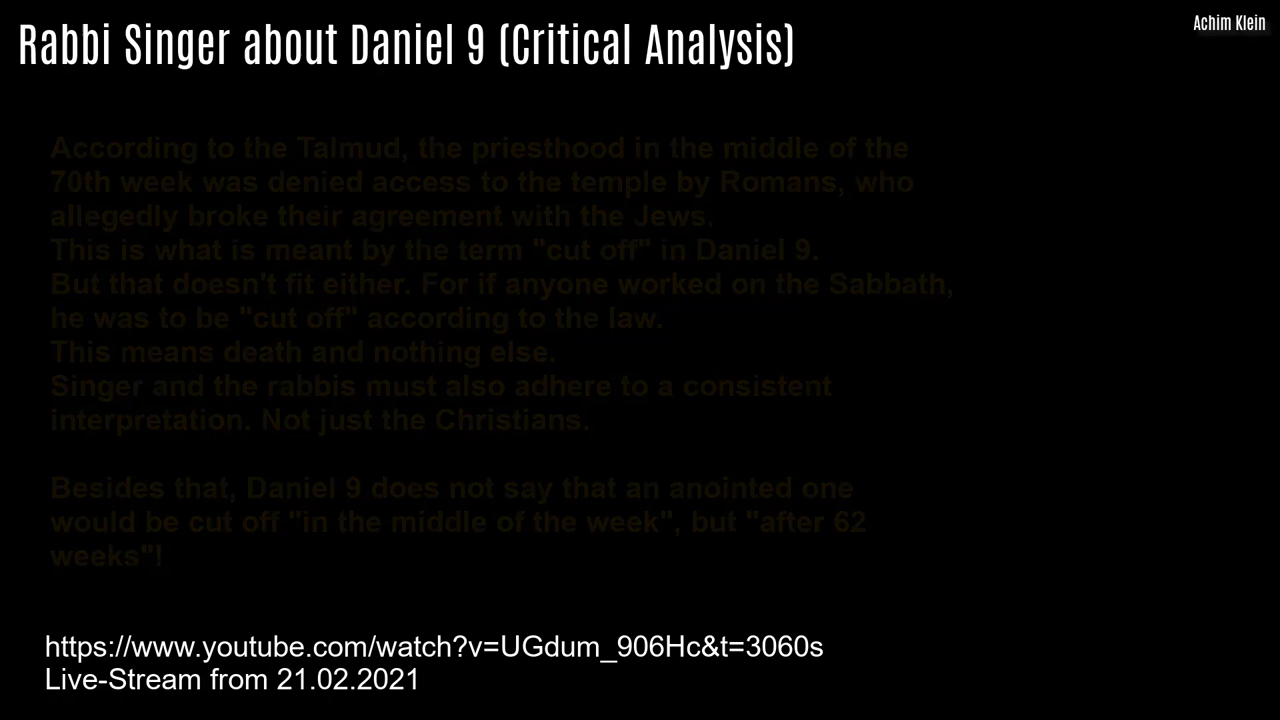 Rabbi Singer about Daniel 9 (Critical Analysis)
Achim Klein
According to the Talmud, the priesthood in the middle of the
70th week was denied access to the temple by Romans, who
allegedly broke their agreement with the Jews.
This is what is meant by the term "cut off" in Daniel 9.
But that doesn't fit either. For if anyone worked on the Sabbath,
he was to be "cut off" according to the law.
This means death and nothing else.
Singer and the rabbis must also adhere to a consistent
interpretation. Not just the Christians.
Besides that, Daniel 9 does not say that an anointed one
would be cut off "in the middle of the week", but "after 62
weeks"!
https://www.youtube.com/watch?v=UGdum_906Hc&t=3060s
Live-Stream from 21.02.2021